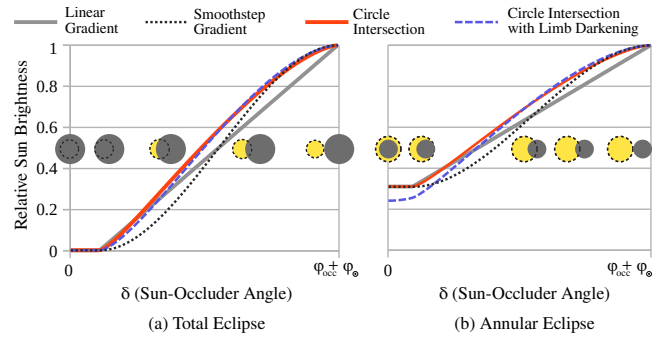 Linear Gradient
Smoothstep Gradient
Circle Intersection
Circle Intersection with Limb Darkening
Relative Sun Brightness
1
0.8
0.6
0.4
0.2
0
0
φocc + φ⊙
0
φocc + φ⊙
δ (Sun-Occluder Angle)
δ (Sun-Occluder Angle)
(a) Total Eclipse
(b) Annular Eclipse